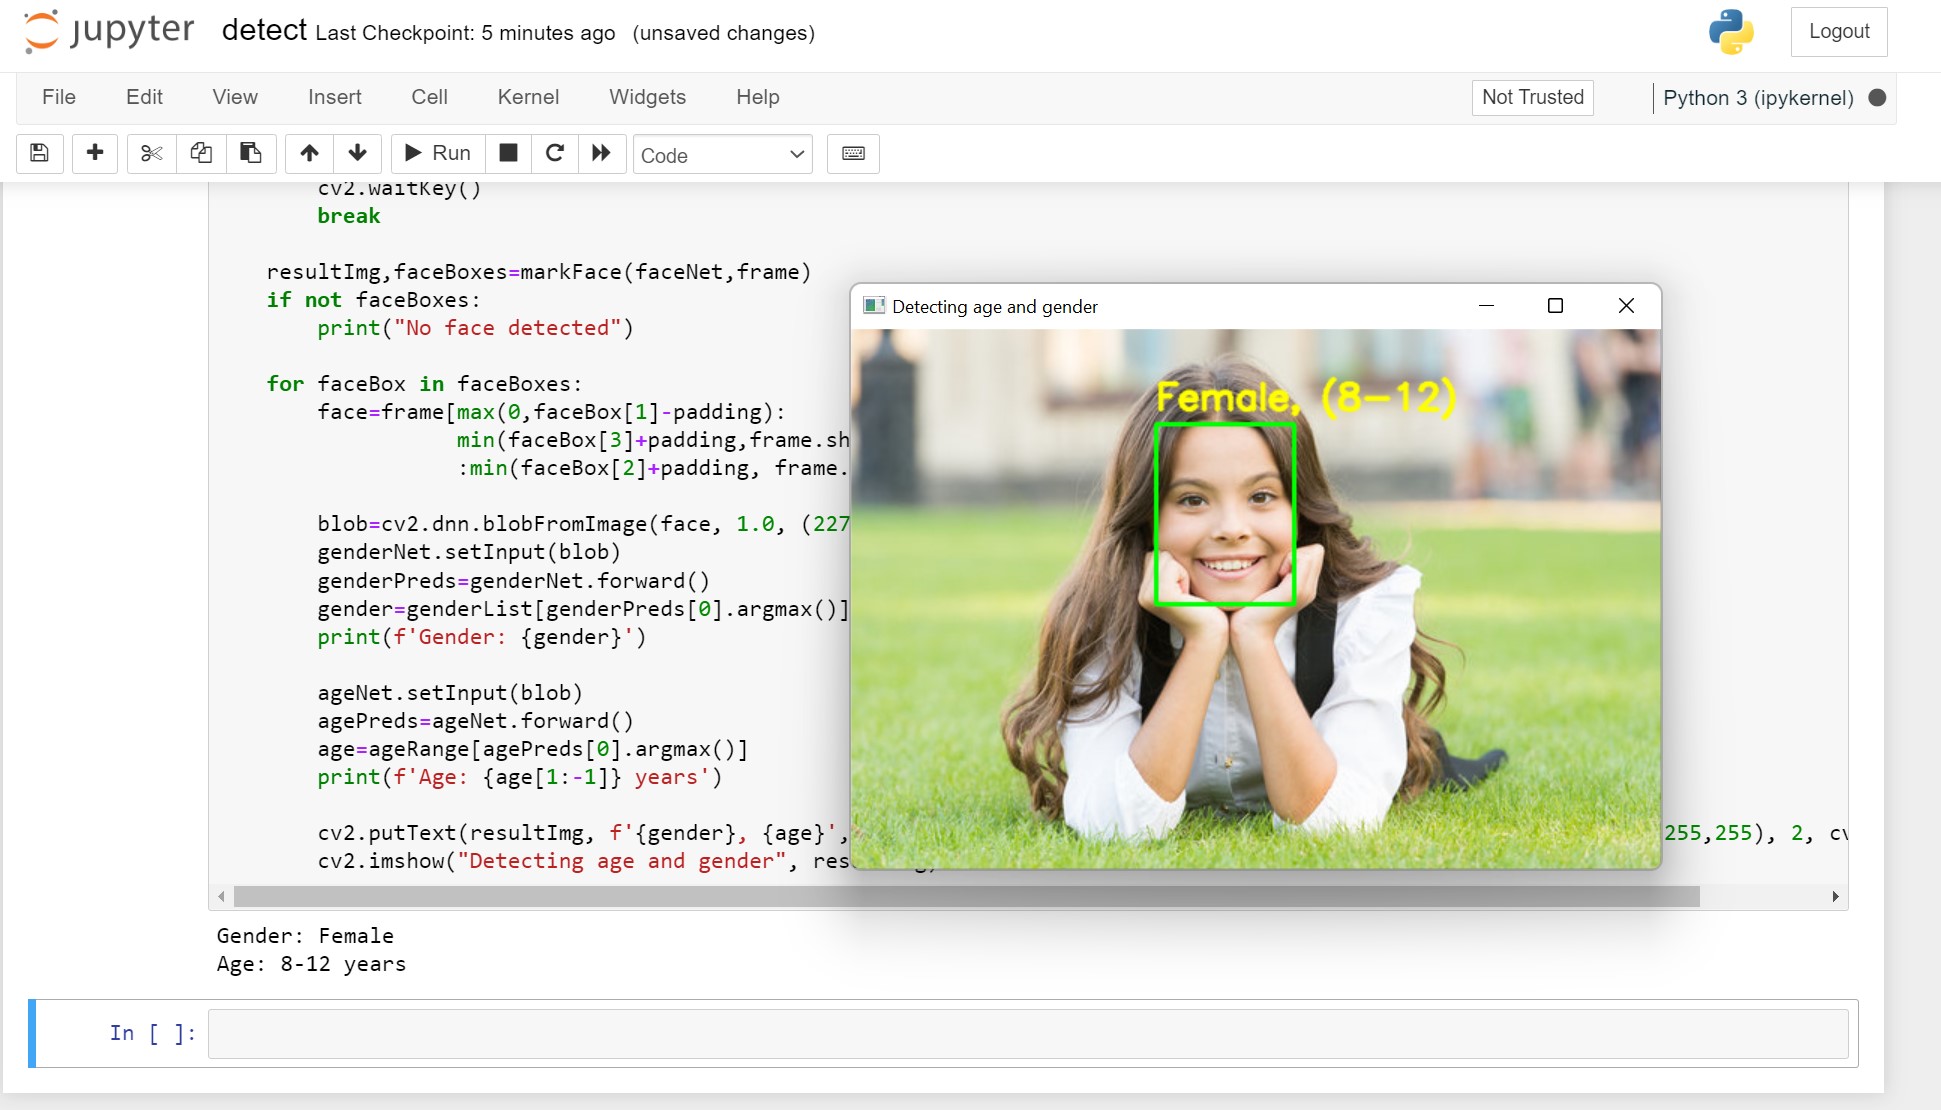 jupyter detect Last Checkpoint: 5 minutes ago (unsaved changes) Logout
File Edit View Insert Cell Kernel Widgets Help Not Trusted Python 3 (ipykernel)
Run Code
cv2.waitKey()
break
resultImg,faceBoxes=markFace(faceNet,frame)
if not faceBoxes:
print("No face detected")
for faceBox in faceBoxes:
face=frame[max(0,faceBox[1]-padding):
min(faceBox[3]+padding,frame.sh
:min(faceBox[2]+padding, frame.
blob=cv2.dnn.blobFromImage(face, 1.0, (227
genderNet.setInput(blob)
genderPreds=genderNet.forward()
gender=genderList[genderPreds[0].argmax()]
print(f'Gender: {gender}')
ageNet.setInput(blob)
agePreds=ageNet.forward()
age=ageRange[agePreds[0].argmax()]
print(f'Age: {age[1:-1]} years')
cv2.putText(resultImg, f'{gender}, {age}', 255,255), 2, cv
cv2.imshow("Detecting age and gender", res
Detecting age and gender
Female, (8-12)
Gender: Female
Age: 8-12 years
In [ ]: